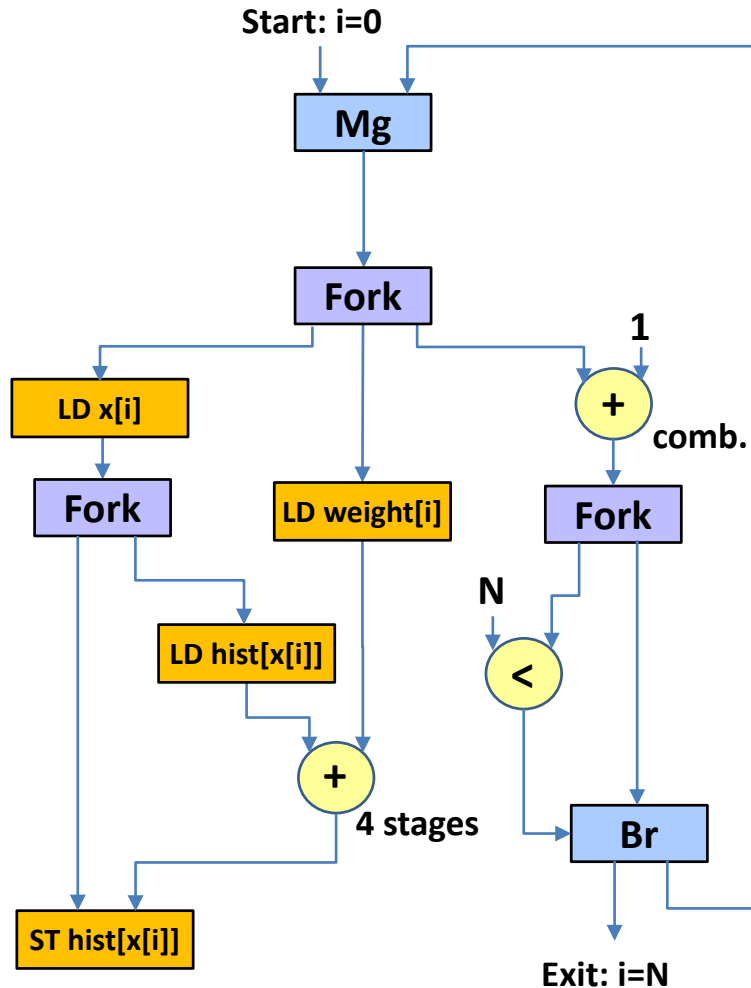 Start: i=0
Mg
Fork
1
LD x[i]
+
comb.
Fork
LD weight[i]
Fork
N
LD hist[x[i]]
<
+
4 stages
Br
ST hist[x[i]]
Exit: i=N